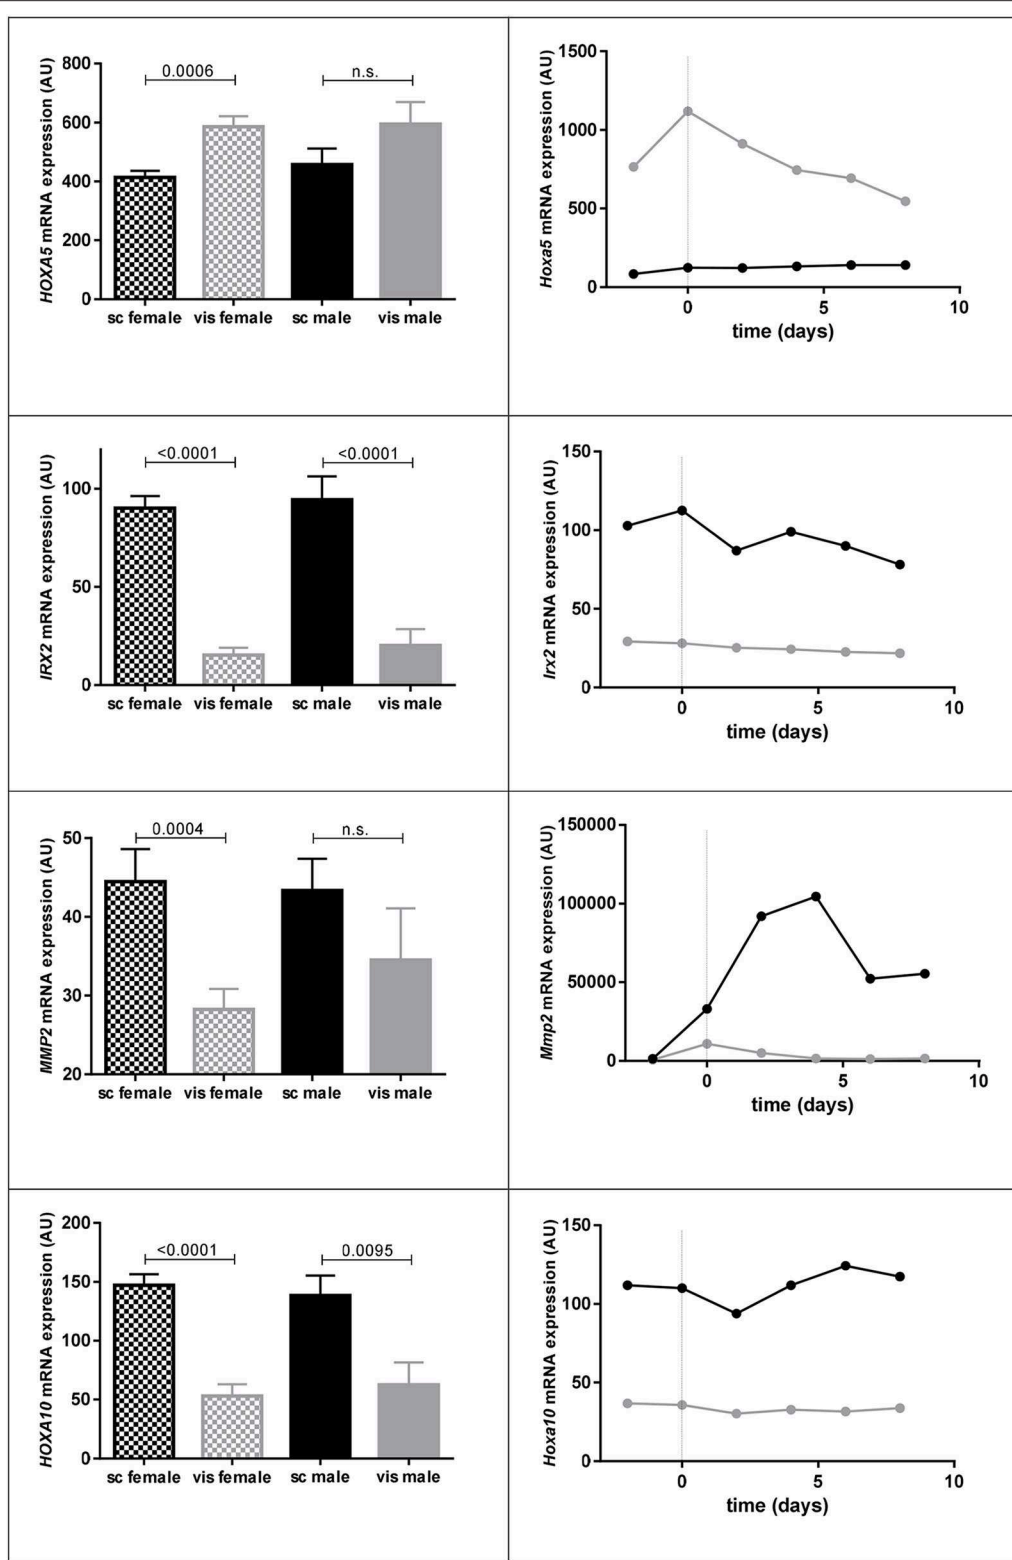 HOXA5 mRNA expression (AU)
800
600
400
200
0
0.0006
n.s.
sc female vis female sc male vis male
Hoxa5 mRNA expression (AU)
1500
1000
500
0
0 5 10
time (days)
IRX2 mRNA expression (AU)
100
50
0
<0.0001
<0.0001
sc female vis female sc male vis male
Irx2 mRNA expression (AU)
150
100
50
0
0 5 10
time (days)
MMP2 mRNA expression (AU)
50
40
30
20
0.0004
n.s.
sc female vis female sc male vis male
Mmp2 mRNA expression (AU)
150000
100000
50000
0
0 5 10
time (days)
HOXA10 mRNA expression (AU)
200
150
100
50
0
<0.0001
0.0095
sc female vis female sc male vis male
Hoxa10 mRNA expression (AU)
150
100
50
0
0 5 10
time (days)